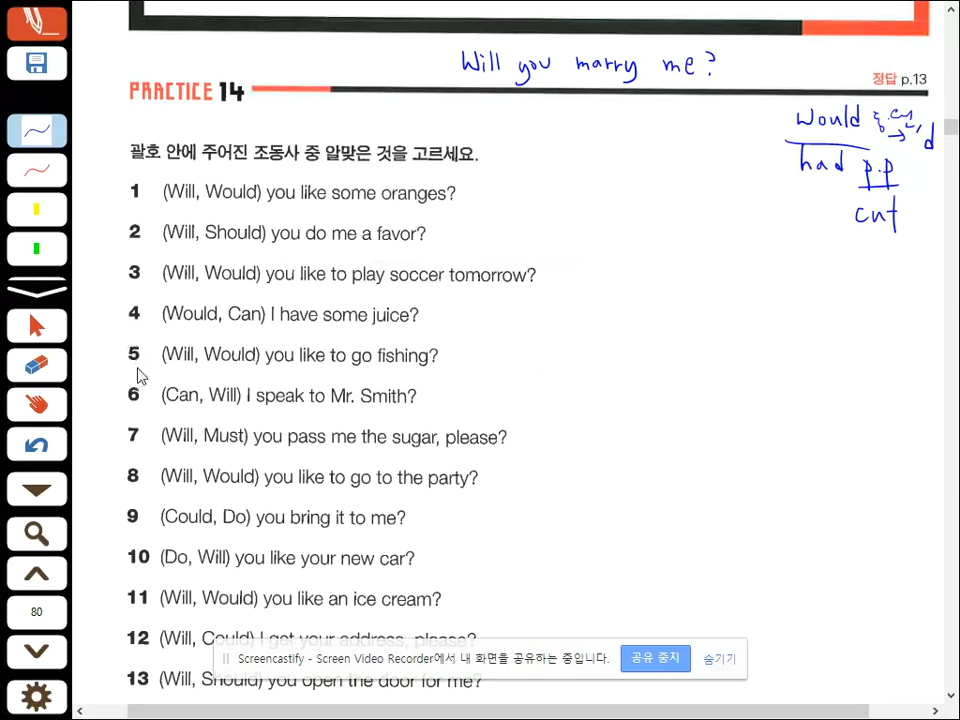 Will you marry me?
PRACTICE 14
정답 p.13
would
'd
had p.p
cut
괄호 안에 주어진 조동사 중 알맞은 것을 고르세요.
1 (Will, Would) you like some oranges?
2 (Will, Should) you do me a favor?
3 (Will, Would) you like to play soccer tomorrow?
4 (Would, Can) I have some juice?
5 (Will, Would) you like to go fishing?
6 (Can, Will) I speak to Mr. Smith?
7 (Will, Must) you pass me the sugar, please?
8 (Will, Would) you like to go to the party?
9 (Could, Do) you bring it to me?
10 (Do, Will) you like your new car?
11 (Will, Would) you like an ice cream?
12 (Will, Could) I get your address, please?
Screencastify - Screen Video Recorder에서 내 화면을 공유하는 중입니다. 공유 중지 숨기기
13 (Will, Should) you open the door for me?
80